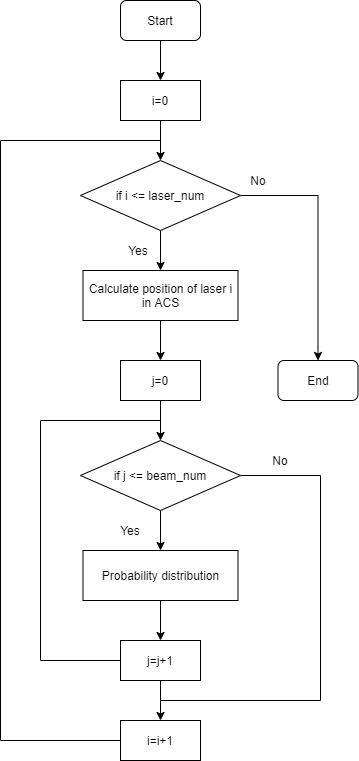 Start
i=0
if i <= laser_num
No
Yes
Calculate position of laser i
in ACS
j=0
End
if j <= beam_num
No
Yes
Probability distribution
j=j+1
i=i+1